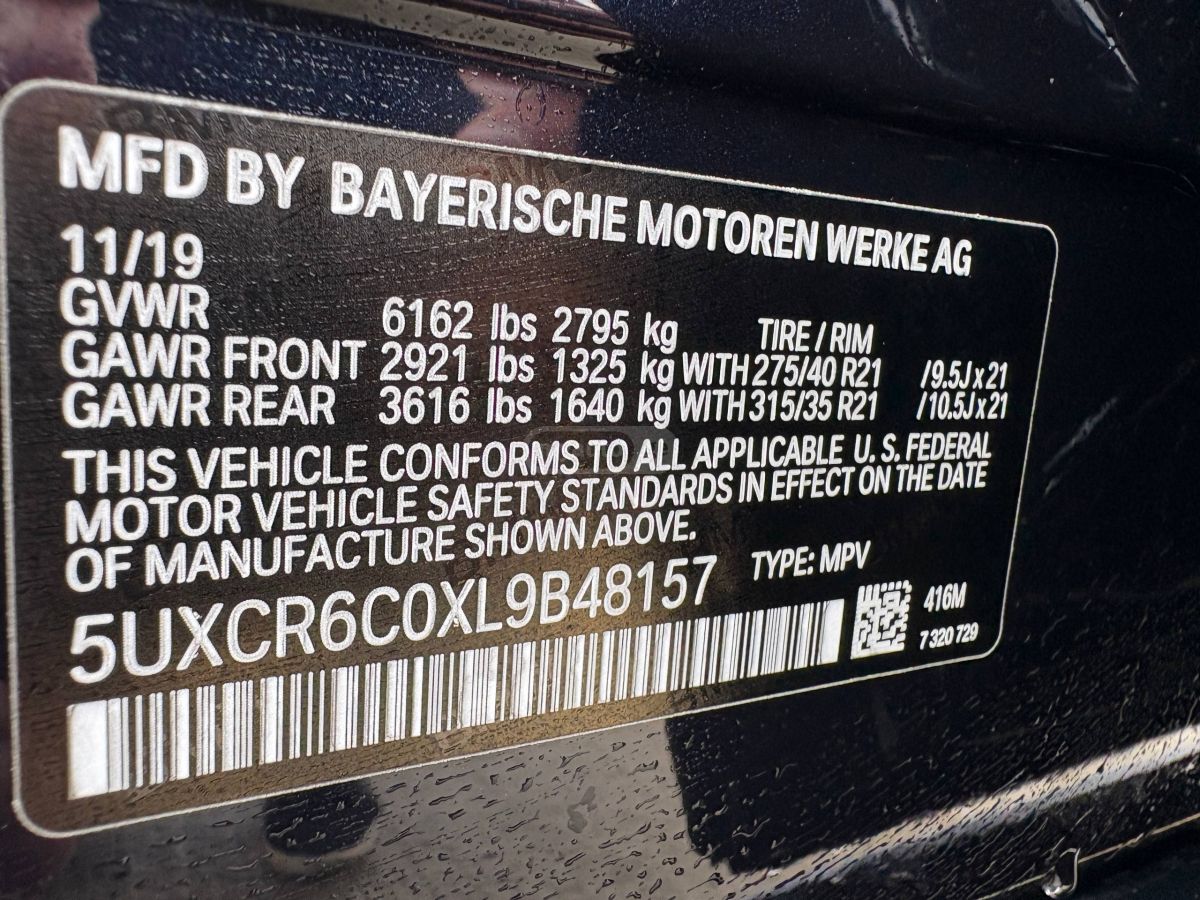 MFD BY BAYERISCHE MOTOREN WERKE AG
11/19
GVWR 6162 lbs 2795 kg TIRE / RIM
GAWR FRONT 2921 lbs 1325 kg WITH 275/40 R21 /9.5J x 21
GAWR REAR 3616 lbs 1640 kg WITH 315/35 R21 /10.5J x 21
THIS VEHICLE CONFORMS TO ALL APPLICABLE U. S. FEDERAL
MOTOR VEHICLE SAFETY STANDARDS IN EFFECT ON THE DATE
OF MANUFACTURE SHOWN ABOVE.
5UXCR6C0XL9B48157 TYPE: MPV
416M
7 320 729